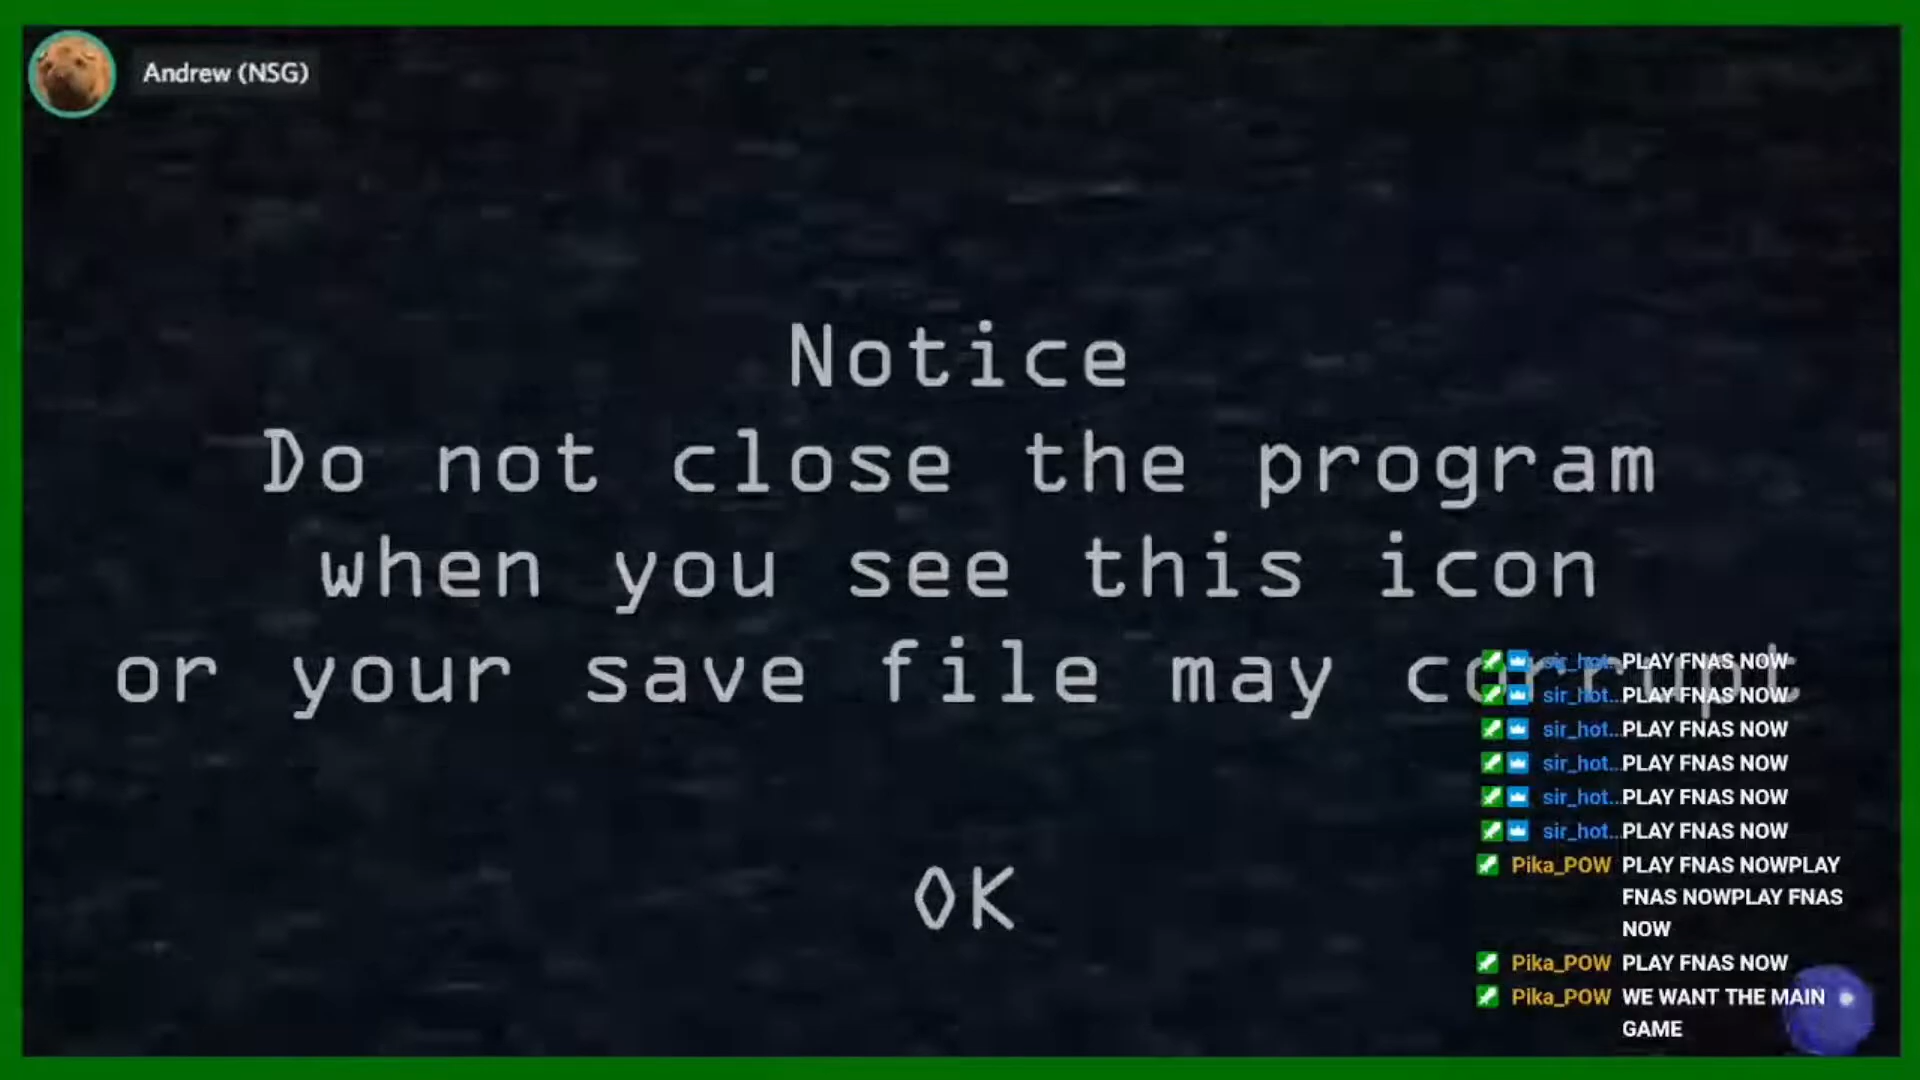 Andrew (NSG)
Notice
Do not close the program
when you see this icon
or your save file may corrupt
OK
sir_hot...PLAY FNAS NOW
sir_hot...PLAY FNAS NOW
sir_hot...PLAY FNAS NOW
sir_hot...PLAY FNAS NOW
sir_hot...PLAY FNAS NOW
sir_hot...PLAY FNAS NOW
Pika_POW PLAY FNAS NOWPLAY
FNAS NOWPLAY FNAS
NOW
Pika_POW PLAY FNAS NOW
Pika_POW WE WANT THE MAIN
GAME